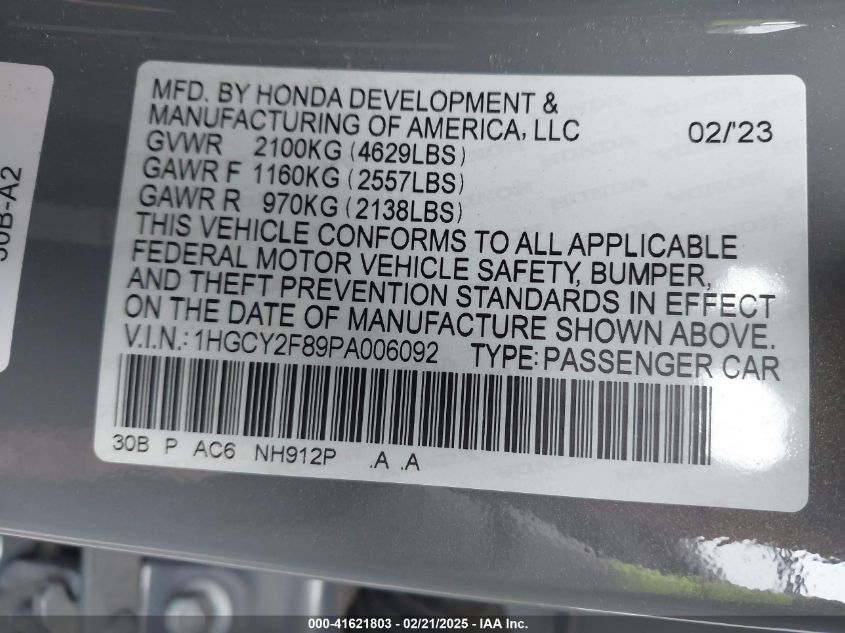 MFD. BY HONDA DEVELOPMENT &
MANUFACTURING OF AMERICA, LLC 02/'23
GVWR 2100KG (4629LBS)
GAWR F 1160KG (2557LBS)
GAWR R 970KG (2138LBS)
THIS VEHICLE CONFORMS TO ALL APPLICABLE
FEDERAL MOTOR VEHICLE SAFETY, BUMPER,
AND THEFT PREVENTION STANDARDS IN EFFECT
ON THE DATE OF MANUFACTURE SHOWN ABOVE.
V.I.N.: 1HGCY2F89PA006092 TYPE: PASSENGER CAR
30B P AC6 NH912P .A .A
30B-A2
000-41621803 - 02/21/2025 - IAA Inc.